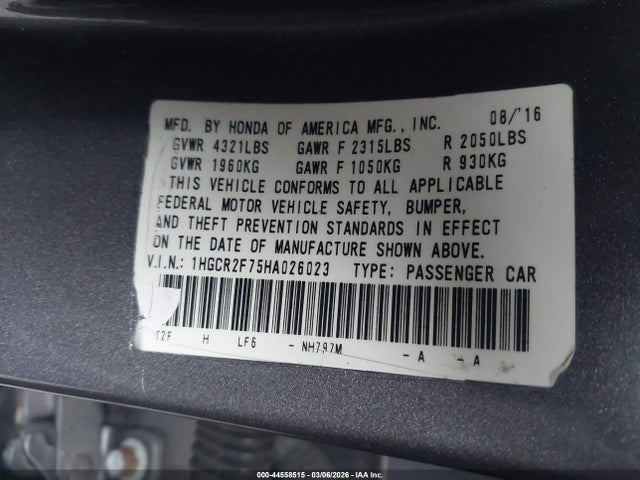 MFD. BY HONDA OF AMERICA MFG., INC. 08/'16
GVWR 4321LBS GAWR F 2315LBS R 2050LBS
GVWR 1960KG GAWR F 1050KG R 930KG
THIS VEHICLE CONFORMS TO ALL APPLICABLE
FEDERAL MOTOR VEHICLE SAFETY, BUMPER,
AND THEFT PREVENTION STANDARDS IN EFFECT
ON THE DATE OF MANUFACTURE SHOWN ABOVE.
V.I.N.: 1HGCR2F75HA026023 TYPE: PASSENGER CAR
T2F H LF6 - NH797M - A - A
000-44558515 - 03/06/2026 - IAA Inc.